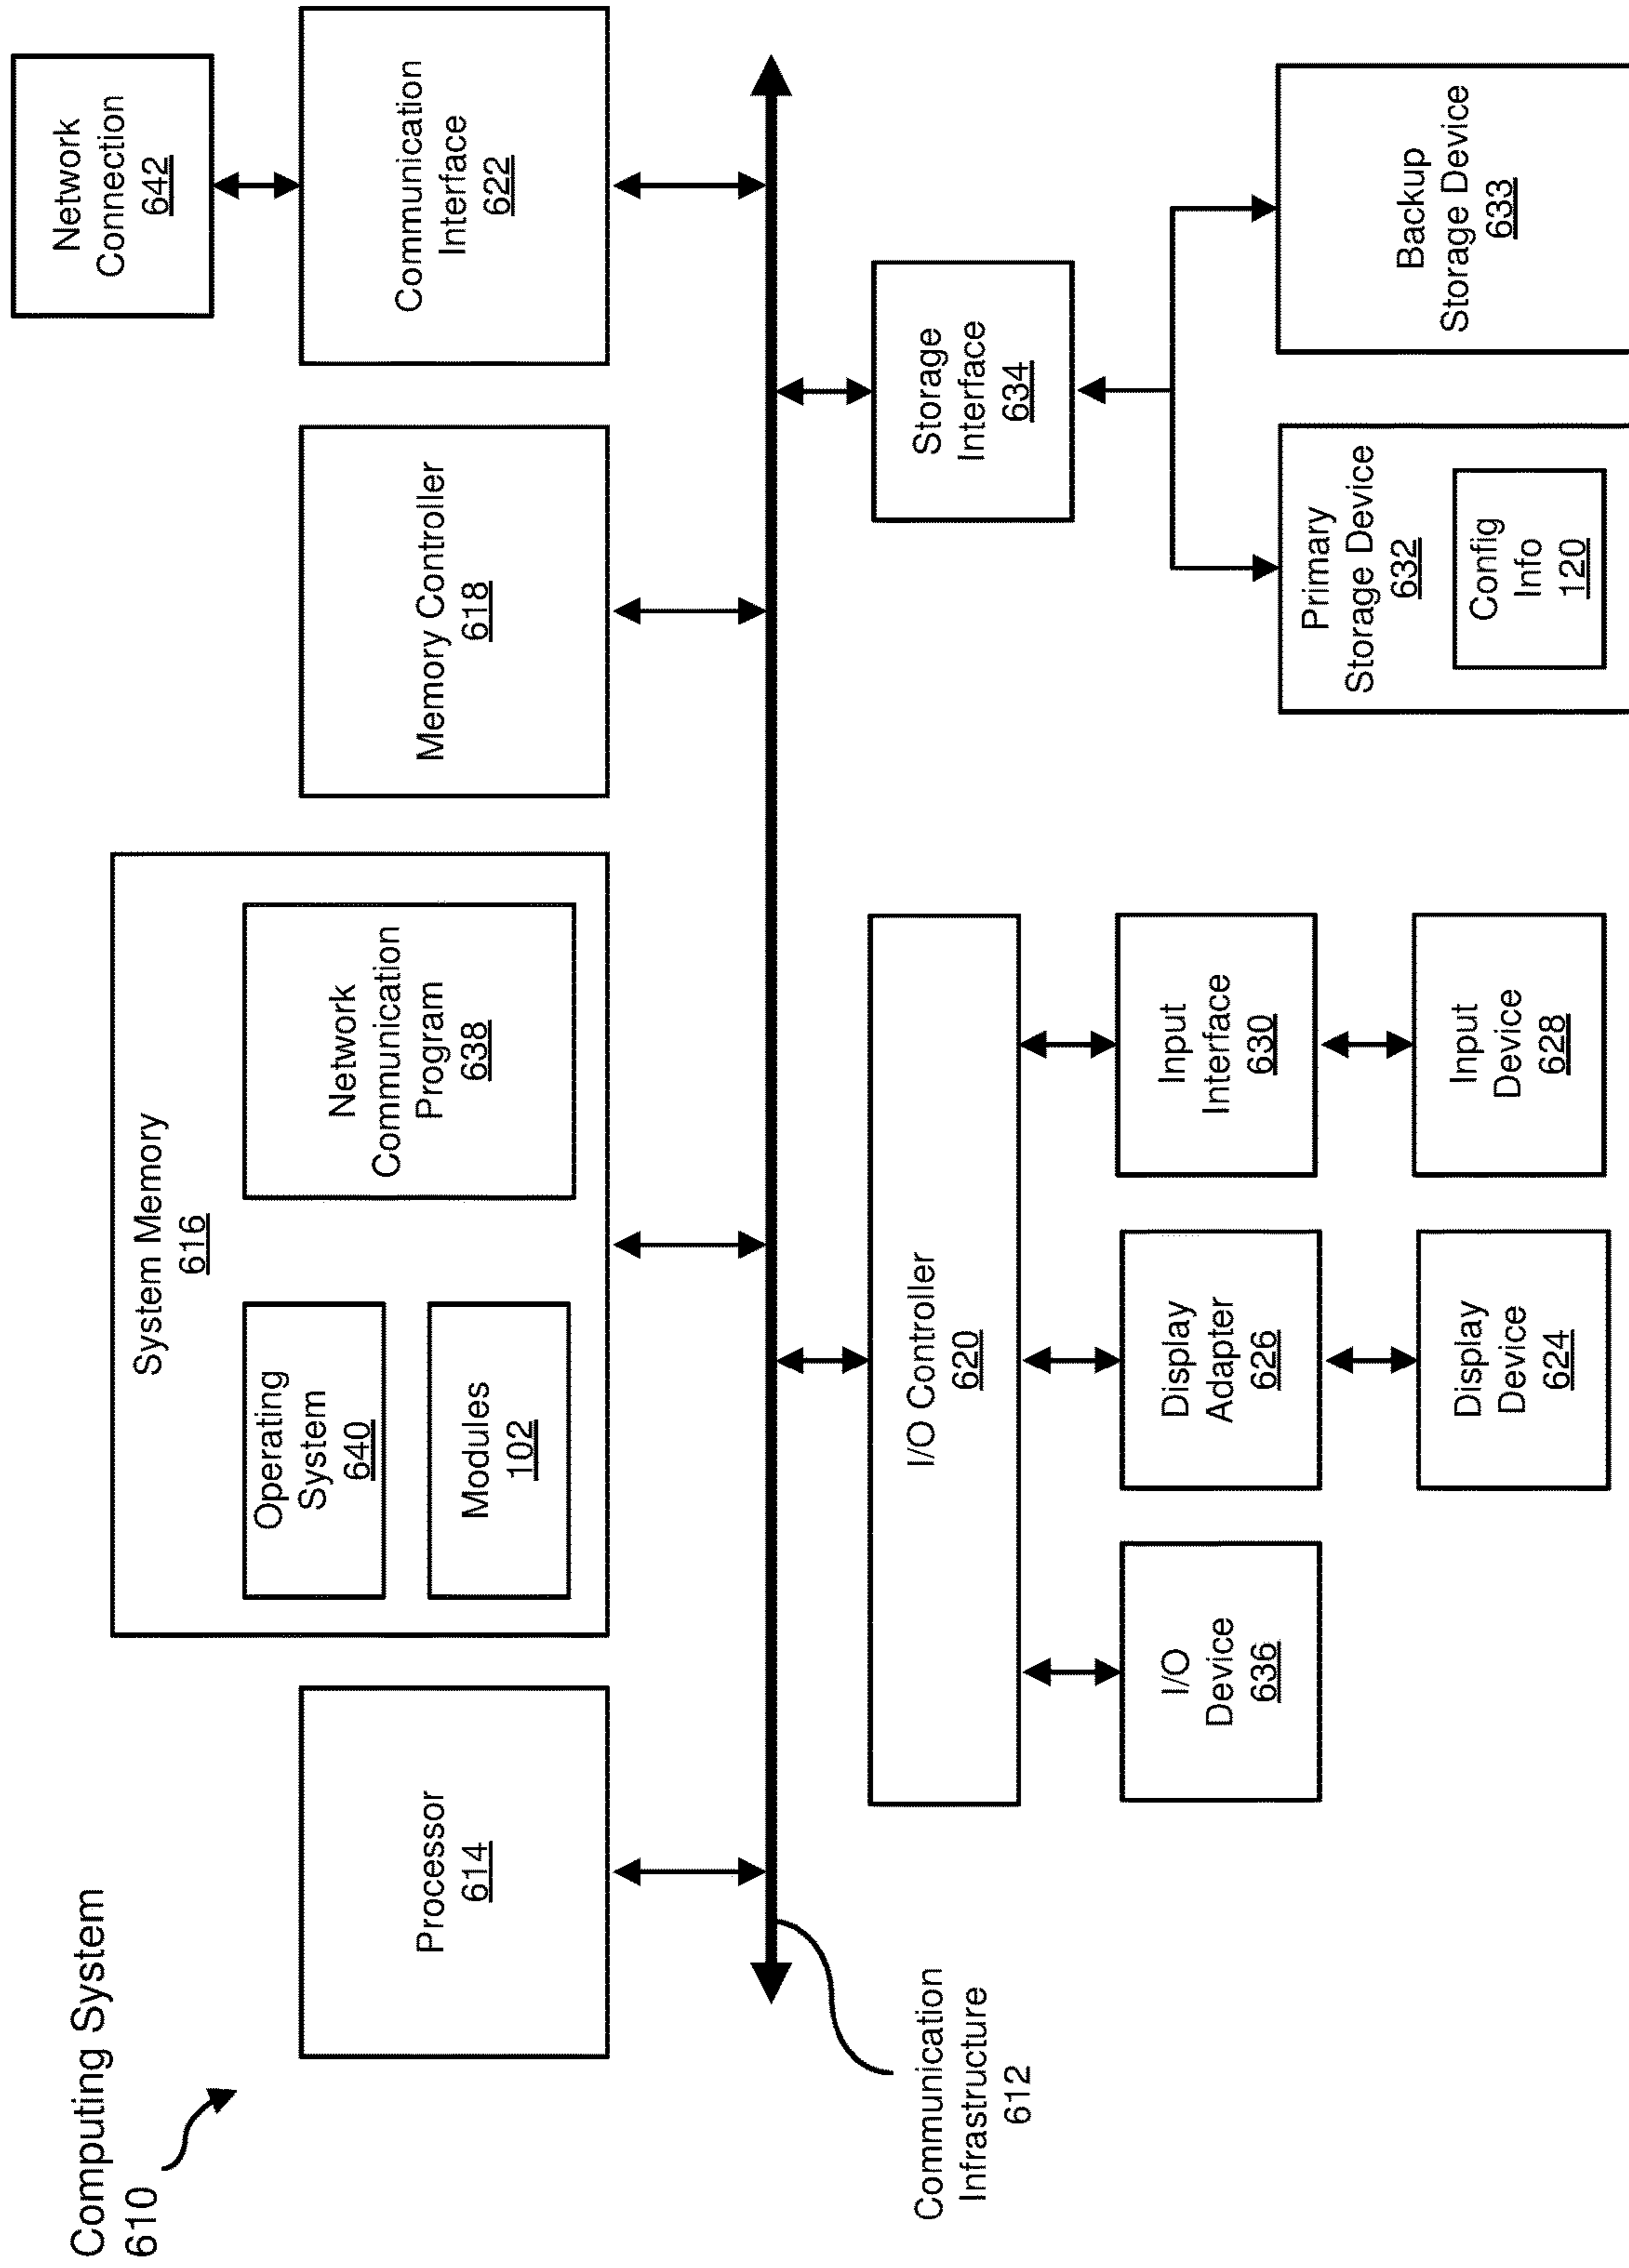 Computing System
610
Processor
614
System Memory
616
Operating
System
640
Modules
102
Network
Communication
Program
638
Memory Controller
618
Communication
Interface
622
Network
Connection
642
Communication
Infrastructure
612
I/O Controller
620
I/O
Device
636
Display
Adapter
626
Display
Device
624
Input
Interface
630
Input
Device
628
Storage
Interface
634
Primary
Storage Device
632
Config
Info
120
Backup
Storage Device
633